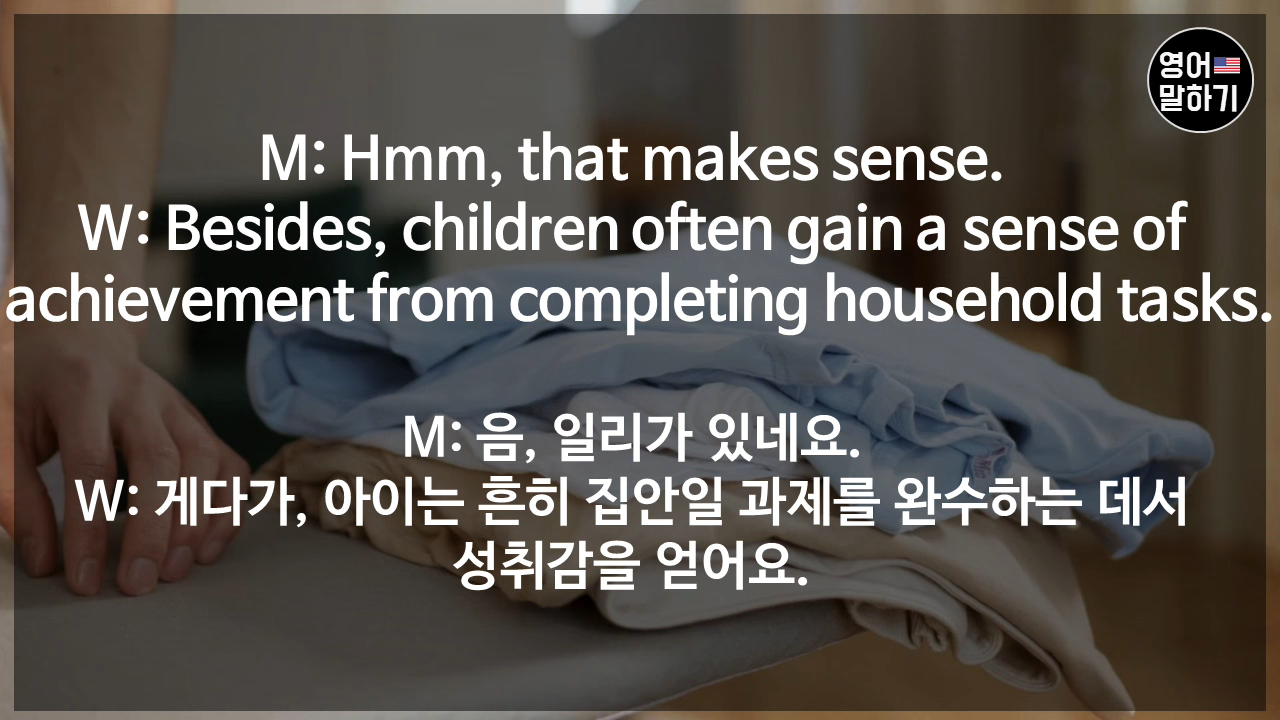 영어
말하기
M: Hmm, that makes sense.
W: Besides, children often gain a sense of
achievement from completing household tasks.
M: 음, 일리가 있네요.
W: 게다가, 아이는 흔히 집안일 과제를 완수하는 데서
성취감을 얻어요.